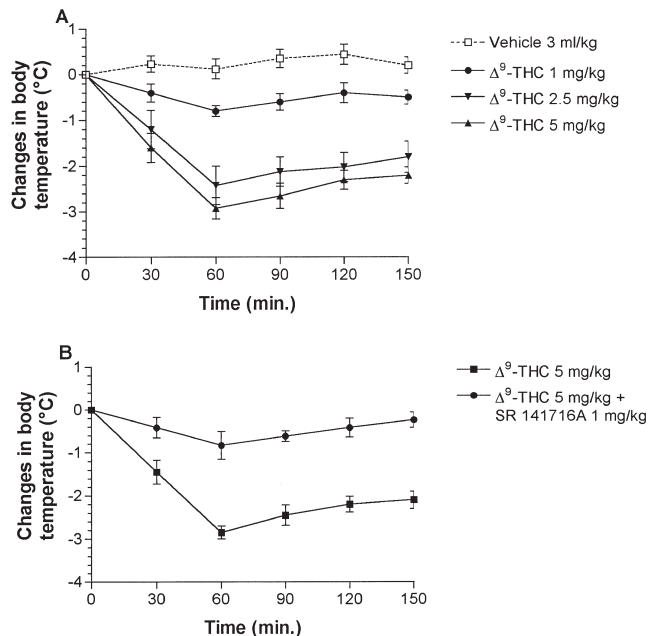 A
1
0
-1
-2
-3
-4
Changes in body
temperature (°C)
0 30 60 90 120 150
Time (min.)
Vehicle 3 ml/kg
Δ⁹-THC 1 mg/kg
Δ⁹-THC 2.5 mg/kg
Δ⁹-THC 5 mg/kg
B
1
0
-1
-2
-3
-4
Changes in body
temperature (°C)
0 30 60 90 120 150
Time (min.)
Δ⁹-THC 5 mg/kg
Δ⁹-THC 5 mg/kg +
SR 141716A 1 mg/kg